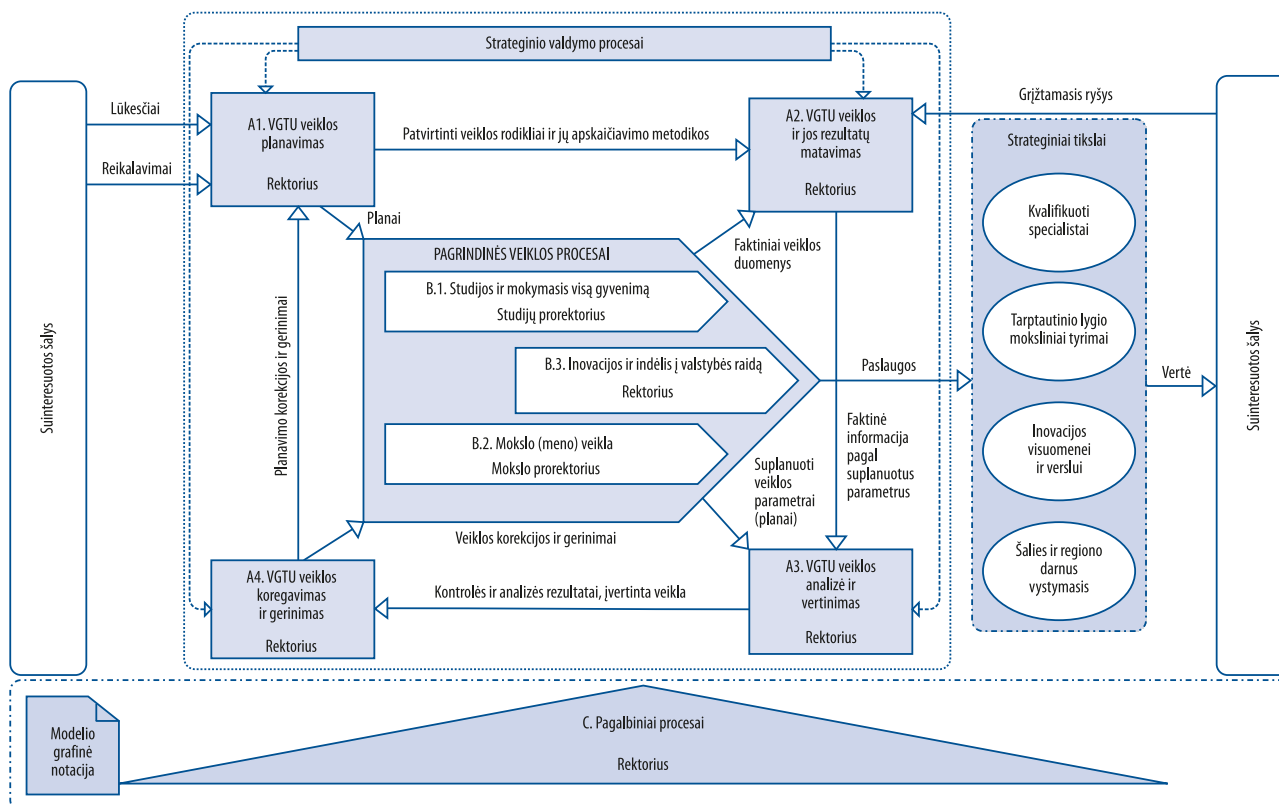 Strateginio valdymo procesai
Suinteresuotos šalys
Lūkesčiai
Reikalavimai
A1. VGTU veiklos
planavimas
Rektorius
Patvirtinti veiklos rodikliai ir jų apskaičiavimo metodikos
A2. VGTU veiklos
ir jos rezultatų
matavimas
Rektorius
Grįžtamasis ryšys
Strateginiai tikslai
Kvalifikuoti
specialistai
Tarptautinio lygio
moksliniai tyrimai
Inovacijos
visuomenei
ir verslui
Šalies ir regiono
darnus
vystymasis
Vertė
Suinteresuotos šalys
Planai
Planavimo korekcijos ir gerinimai
PAGRINDINĖS VEIKLOS PROCESAI
B.1. Studijos ir mokymasis visą gyvenimą
Studijų prorektorius
B.3. Inovacijos ir indėlis į valstybės raidą
Rektorius
B.2. Mokslo (meno) veikla
Mokslo prorektorius
Faktiniai veiklos
duomenys
Paslaugos
Faktinė
informacija
pagal
suplanuotus
parametrus
Suplanuoti
veiklos
parametrai
(planai)
Veiklos korekcijos ir gerinimai
A4. VGTU veiklos
koregavimas
ir gerinimas
Rektorius
Kontrolės ir analizės rezultatai, įvertinta veikla
A3. VGTU veiklos
analizė ir
vertinimas
Rektorius
Modelio
grafinė
notacija
C. Pagalbiniai procesai
Rektorius